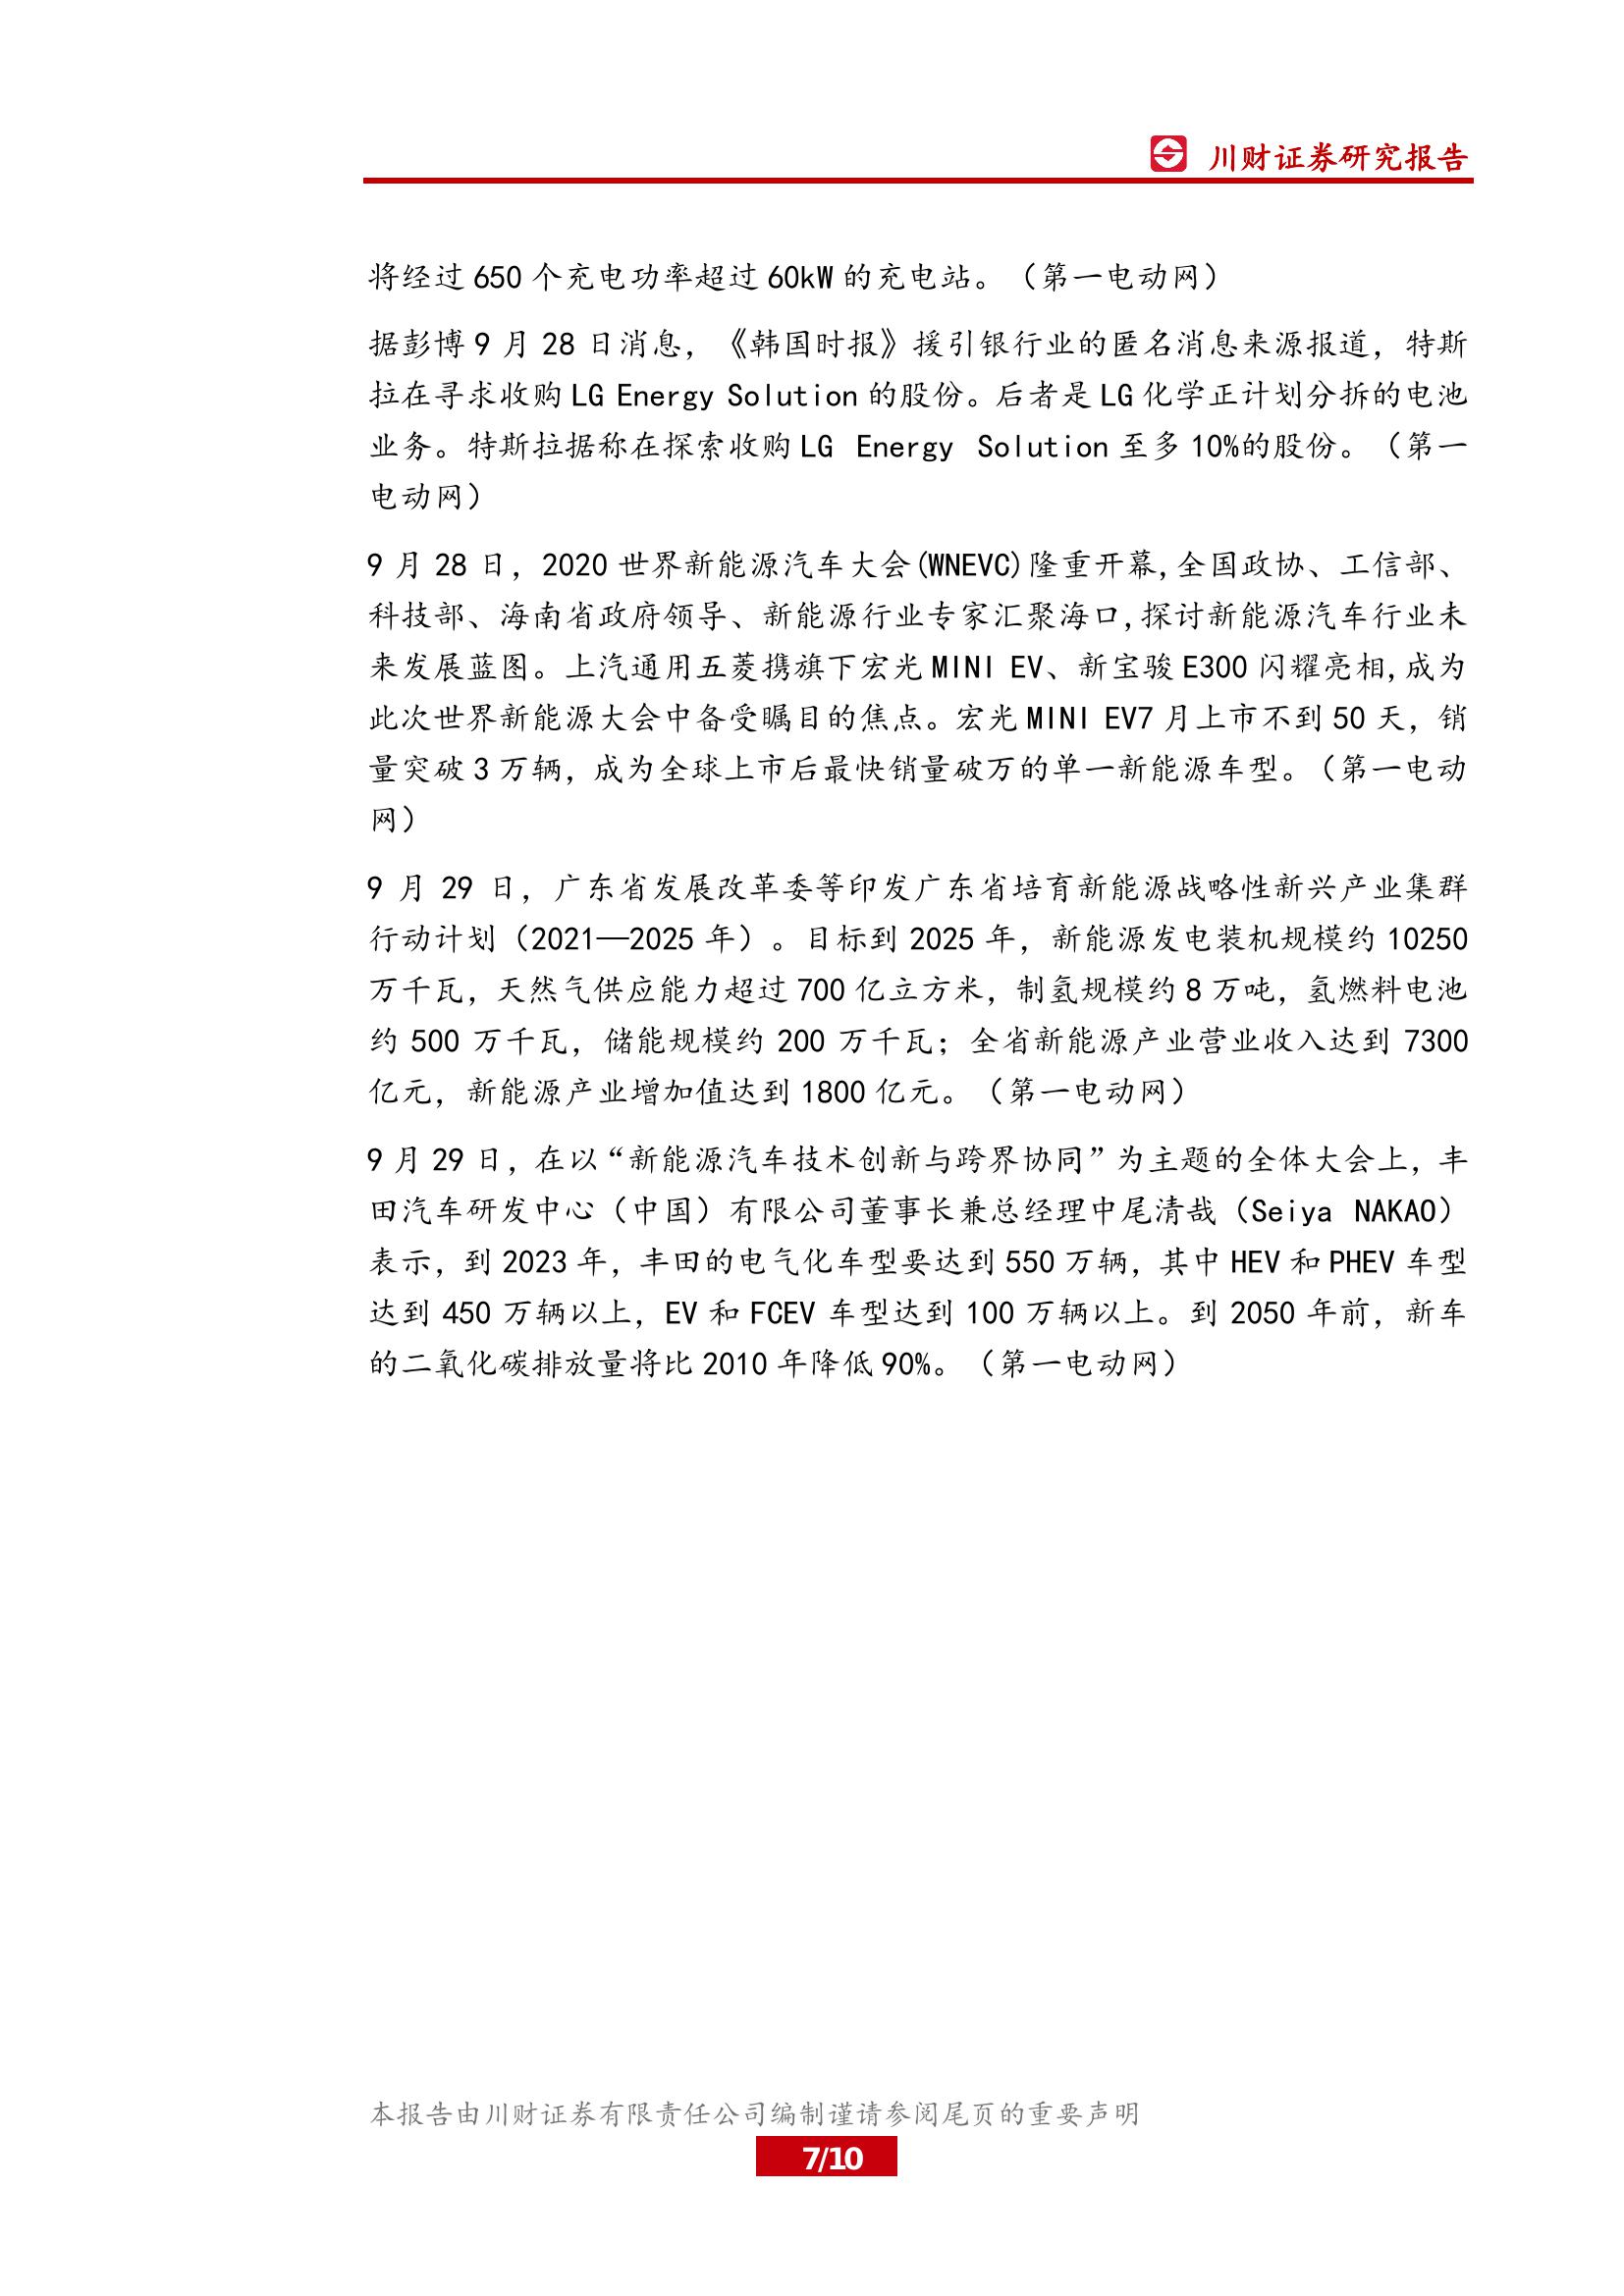 川财证券研究报告
将经过 650 个充电功率超过 60kW 的充电站。（第一电动网）
据彭博 9 月 28 日消息，《韩国时报》援引银行业的匿名消息来源报道，特斯
拉在寻求收购 LG Energy Solution 的股份。后者是 LG 化学正计划分拆的电池
业务。特斯拉据称在探索收购 LG Energy Solution 至多 10%的股份。（第一
电动网）
9 月 28 日，2020 世界新能源汽车大会(WNEVC)隆重开幕,全国政协、工信部、
科技部、海南省政府领导、新能源行业专家汇聚海口,探讨新能源汽车行业未
来发展蓝图。上汽通用五菱携旗下宏光 MINI EV、新宝骏 E300 闪耀亮相,成为
此次世界新能源大会中备受瞩目的焦点。宏光 MINI EV7 月上市不到 50 天，销
量突破 3 万辆，成为全球上市后最快销量破万的单一新能源车型。（第一电动
网）
9 月 29 日，广东省发展改革委等印发广东省培育新能源战略性新兴产业集群
行动计划（2021—2025 年）。目标到 2025 年，新能源发电装机规模约 10250
万千瓦，天然气供应能力超过 700 亿立方米，制氢规模约 8 万吨，氢燃料电池
约 500 万千瓦，储能规模约 200 万千瓦；全省新能源产业营业收入达到 7300
亿元，新能源产业增加值达到 1800 亿元。（第一电动网）
9 月 29 日，在以“新能源汽车技术创新与跨界协同”为主题的全体大会上，丰
田汽车研发中心（中国）有限公司董事长兼总经理中尾清哉（Seiya NAKAO）
表示，到 2023 年，丰田的电气化车型要达到 550 万辆，其中 HEV 和 PHEV 车型
达到 450 万辆以上，EV 和 FCEV 车型达到 100 万辆以上。到 2050 年前，新车
的二氧化碳排放量将比 2010 年降低 90%。（第一电动网）
本报告由川财证券有限责任公司编制谨请参阅尾页的重要声明
7/10